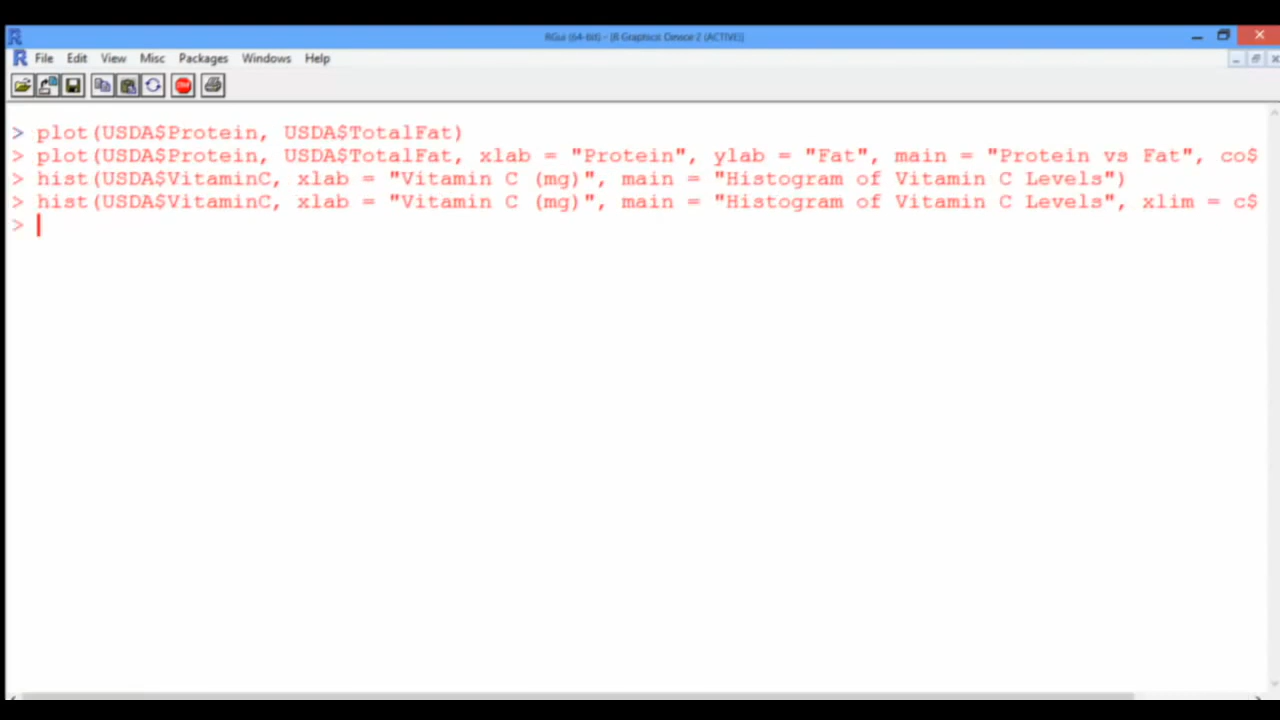 RGui (64-bit) - [R Graphics: Device 2 (ACTIVE)]
File Edit View Misc Packages Windows Help
> plot(USDA$Protein, USDA$TotalFat)
> plot(USDA$Protein, USDA$TotalFat, xlab = "Protein", ylab = "Fat", main = "Protein vs Fat", co$
> hist(USDA$VitaminC, xlab = "Vitamin C (mg)", main = "Histogram of Vitamin C Levels")
> hist(USDA$VitaminC, xlab = "Vitamin C (mg)", main = "Histogram of Vitamin C Levels", xlim = c$
>